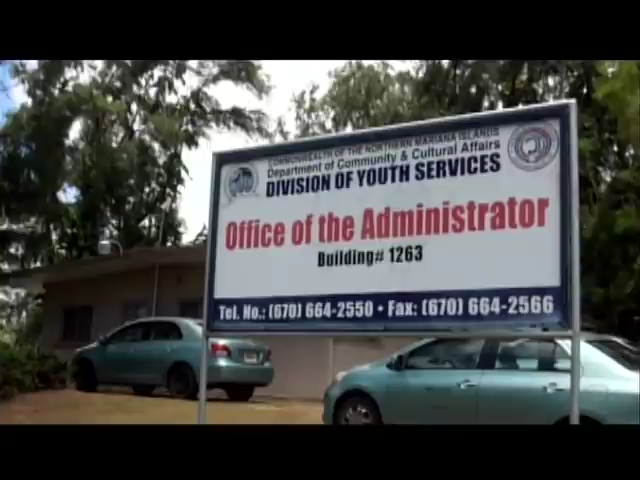 COMMONWEALTH OF THE NORTHERN MARIANA ISLANDS
Department of Community & Cultural Affairs
DIVISION OF YOUTH SERVICES
Office of the Administrator
Building# 1263
Tel. No.: (670) 664-2550 • Fax: (670) 664-2566